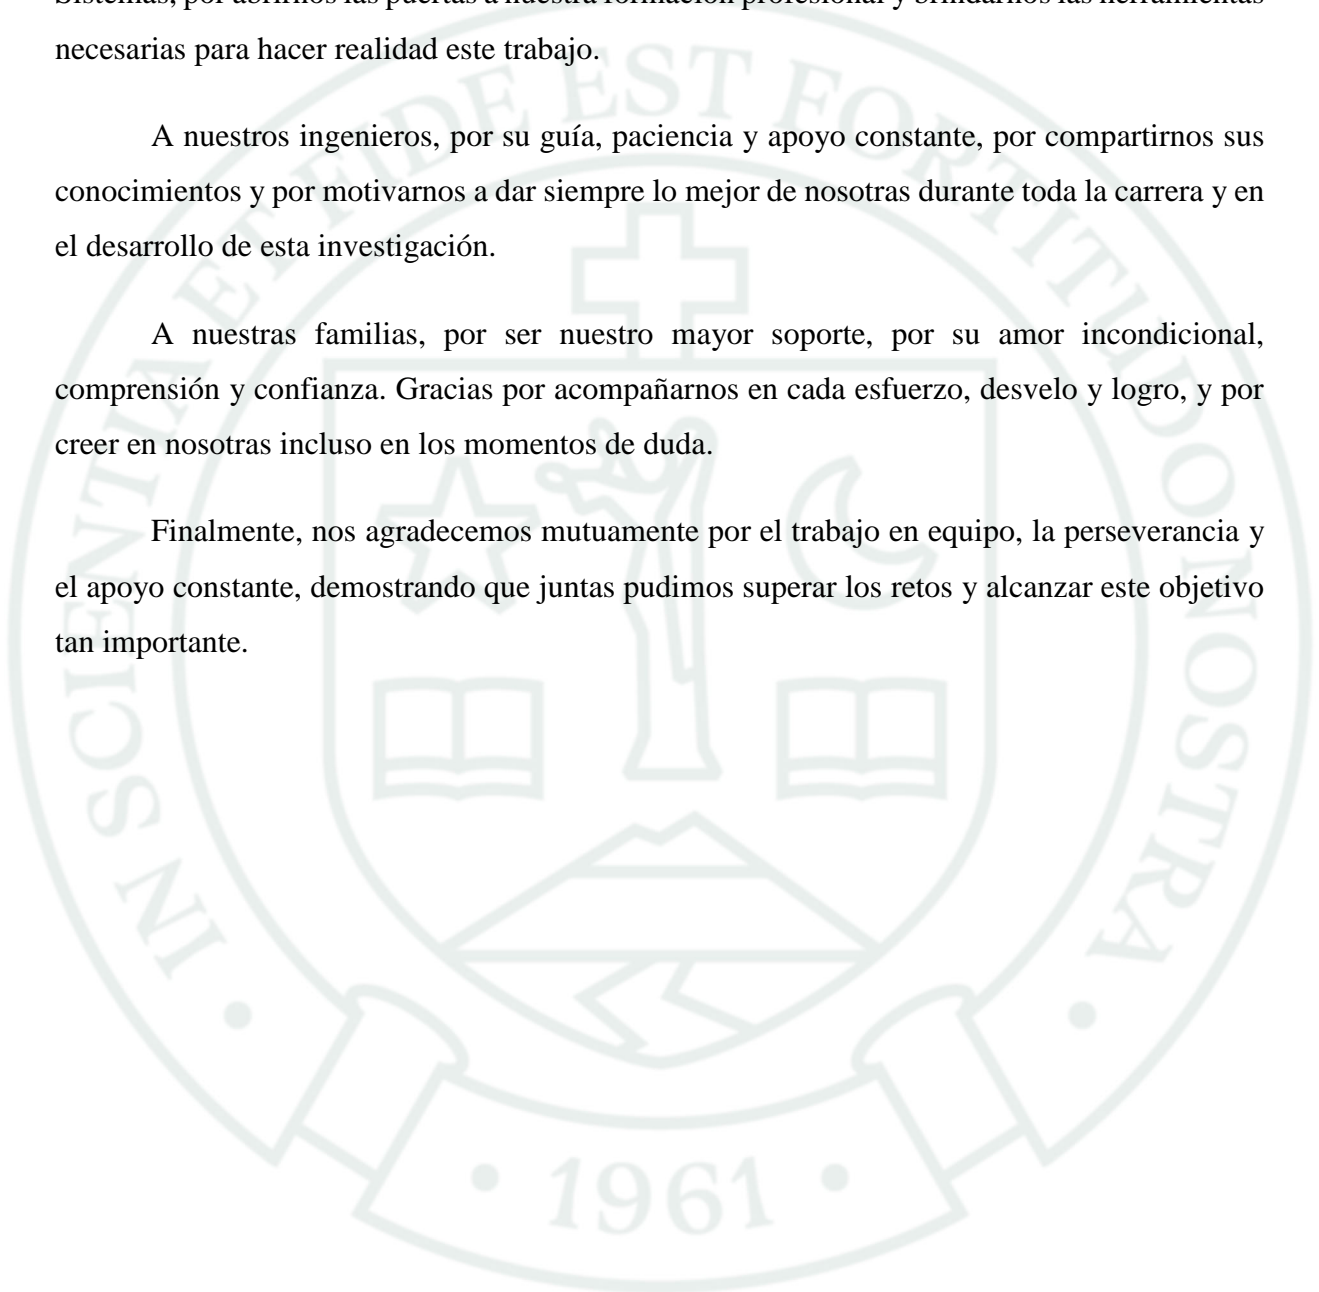 Sistemas, por abrirnos las puertas a nuestra formación profesional y brindarnos las herramientas
necesarias para hacer realidad este trabajo.
A nuestros ingenieros, por su guía, paciencia y apoyo constante, por compartirnos sus
conocimientos y por motivarnos a dar siempre lo mejor de nosotras durante toda la carrera y en
el desarrollo de esta investigación.
A nuestras familias, por ser nuestro mayor soporte, por su amor incondicional,
comprensión y confianza. Gracias por acompañarnos en cada esfuerzo, desvelo y logro, y por
creer en nosotras incluso en los momentos de duda.
Finalmente, nos agradecemos mutuamente por el trabajo en equipo, la perseverancia y
el apoyo constante, demostrando que juntas pudimos superar los retos y alcanzar este objetivo
tan importante.
IN SCIENTIA ET FIDE EST FORTITUDO NOSTRA
• 1961 •